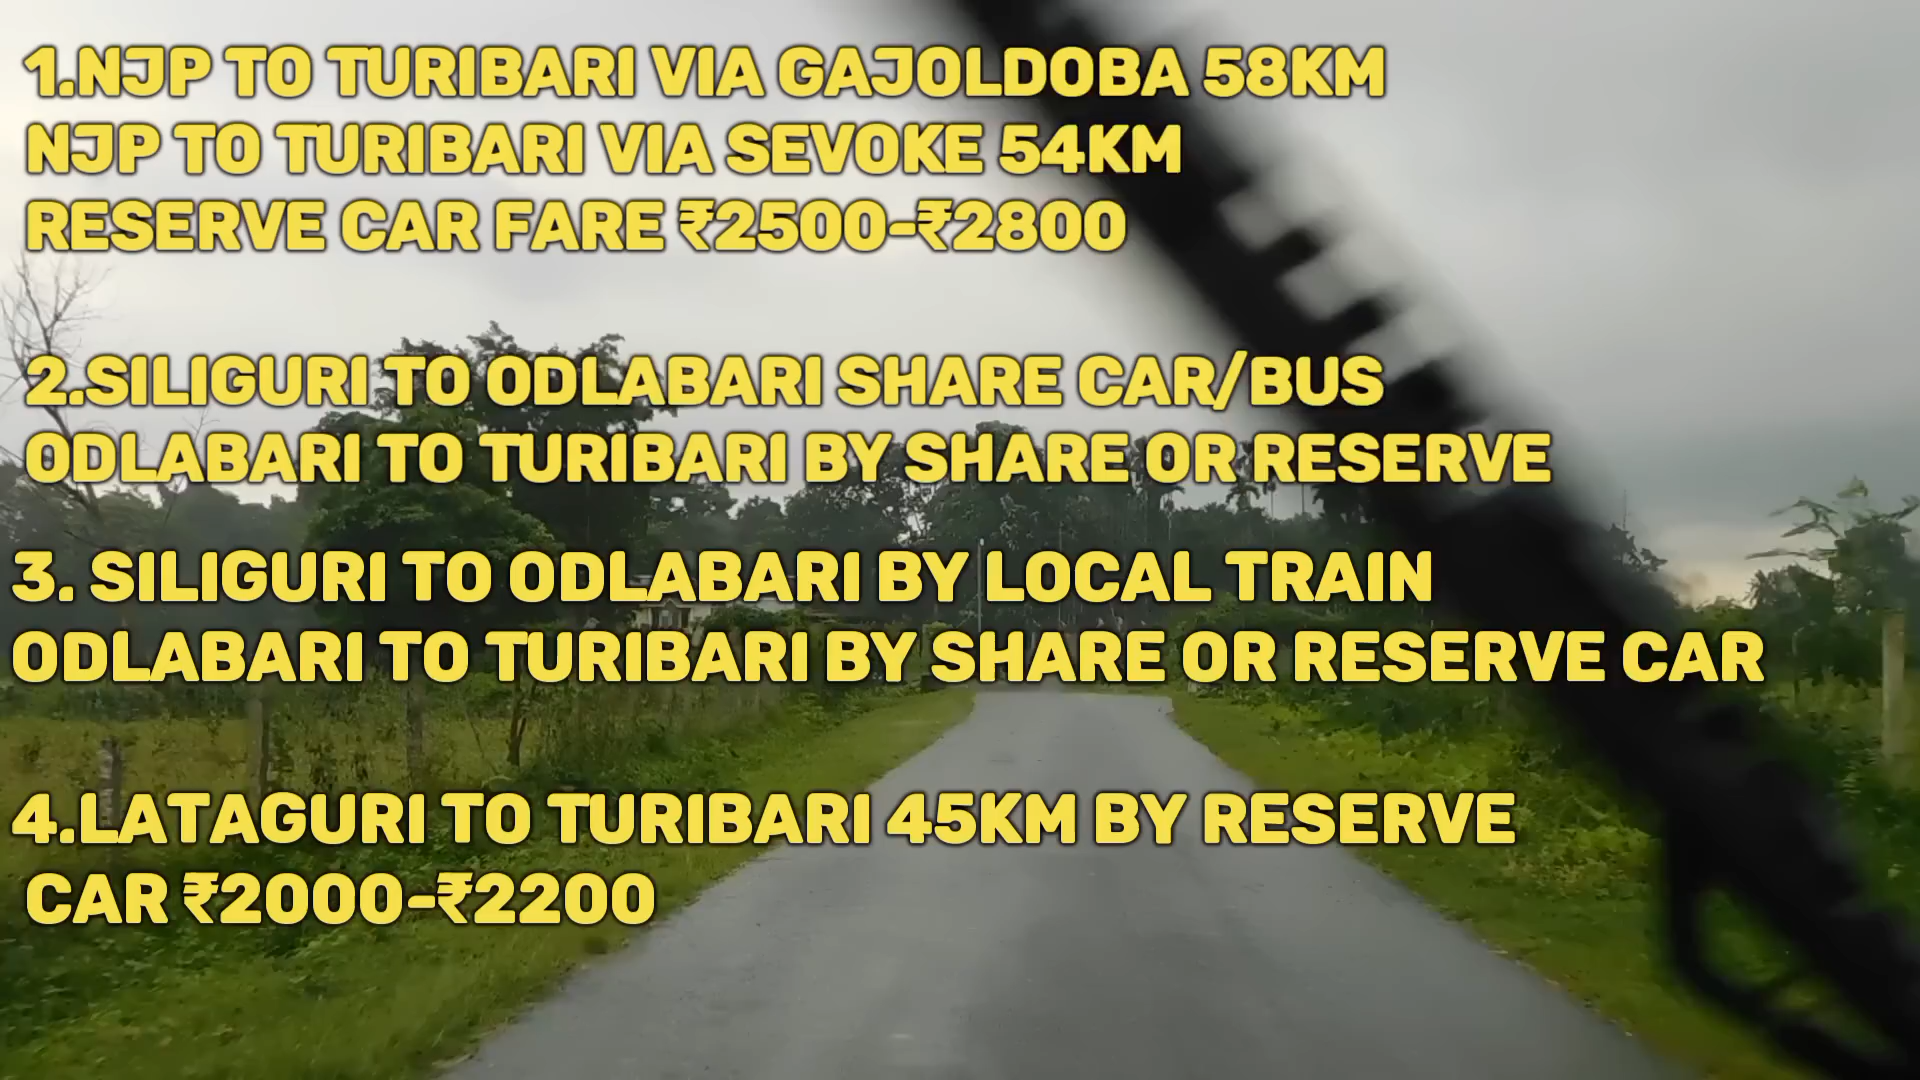 1.NJP TO TURIBARI VIA GAJOLDOBA 58KM
NJP TO TURIBARI VIA SEVOKE 54KM
RESERVE CAR FARE ₹2500-₹2800
2.SILIGURI TO ODLABARI SHARE CAR/BUS
ODLABARI TO TURIBARI BY SHARE OR RESERVE
3. SILIGURI TO ODLABARI BY LOCAL TRAIN
ODLABARI TO TURIBARI BY SHARE OR RESERVE CAR
4.LATAGURI TO TURIBARI 45KM BY RESERVE
CAR ₹2000-₹2200